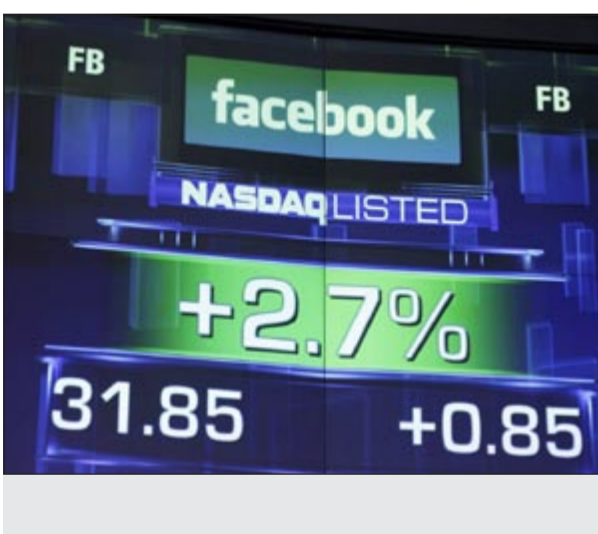 FB
facebook
FB
NASDAQ LISTED
+2.7%
31.85 +0.85